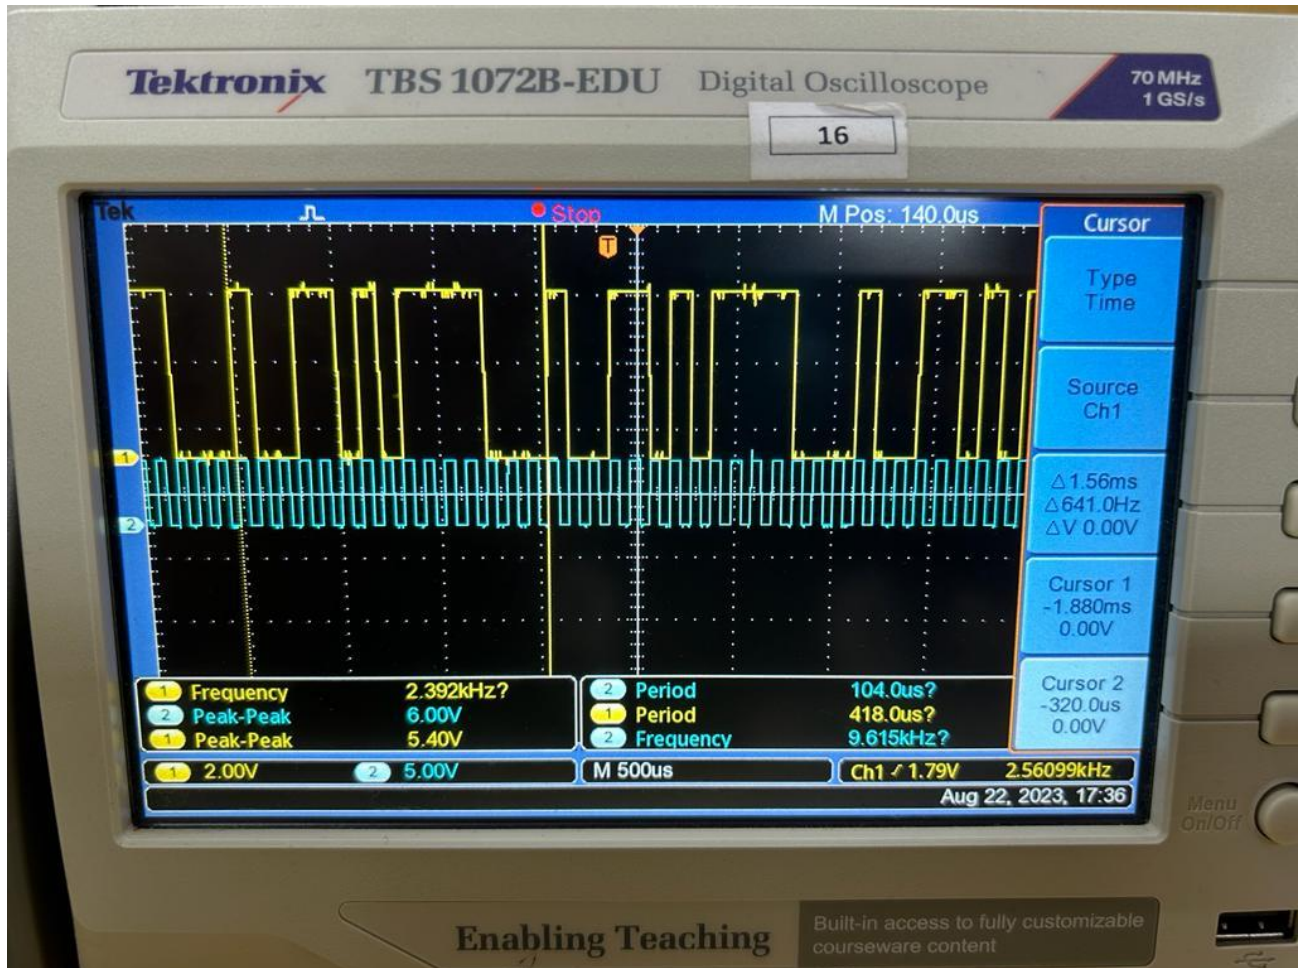 Tektronix TBS 1072B-EDU Digital Oscilloscope
70 MHz
1 GS/s
16
Tek
Stop
M Pos: 140.0us
T
1
2
Cursor
Type
Time
Source
Ch1
△1.56ms
△641.0Hz
△V 0.00V
Cursor 1
-1.880ms
0.00V
Cursor 2
-320.0us
0.00V
1 Frequency 2.392kHz?
2 Peak-Peak 6.00V
1 Peak-Peak 5.40V
2 Period 104.0us?
1 Period 418.0us?
2 Frequency 9.615kHz?
1 2.00V 2 5.00V M 500us Ch1 / 1.79V 2.56099kHz
Aug 22, 2023, 17:36
Menu
On/Off
Enabling Teaching
Built-in access to fully customizable
courseware content